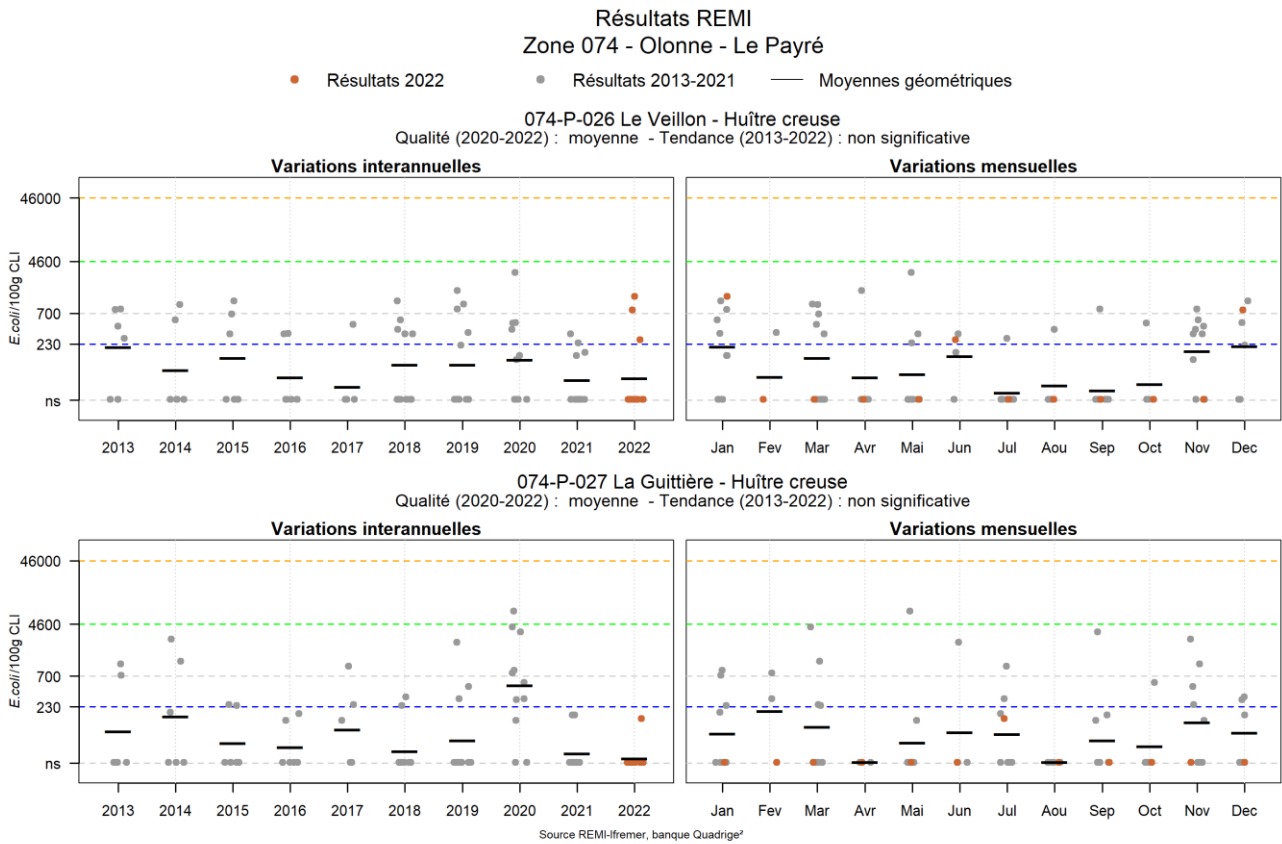 Résultats REMI
Zone 074 - Olonne - Le Payré
Résultats 2022 Résultats 2013-2021 Moyennes géométriques
074-P-026 Le Veillon - Huître creuse
Qualité (2020-2022) : moyenne - Tendance (2013-2022) : non significative
Variations interannuelles Variations mensuelles
E.coli/100g CLI
46000
4600
700
230
ns
2013 2014 2015 2016 2017 2018 2019 2020 2021 2022 Jan Fev Mar Avr Mai Jun Jul Aou Sep Oct Nov Dec
074-P-027 La Guittière - Huître creuse
Qualité (2020-2022) : moyenne - Tendance (2013-2022) : non significative
Variations interannuelles Variations mensuelles
E.coli/100g CLI
46000
4600
700
230
ns
2013 2014 2015 2016 2017 2018 2019 2020 2021 2022 Jan Fev Mar Avr Mai Jun Jul Aou Sep Oct Nov Dec
Source REMI-Ifremer, banque Quadrige²